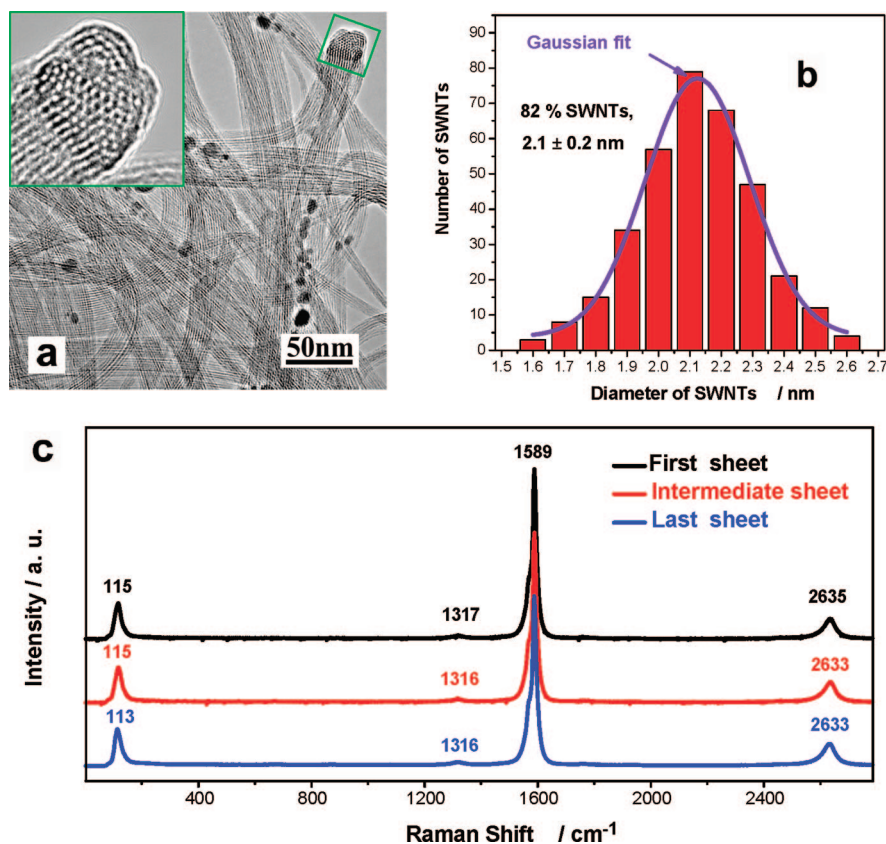 a
50nm
b
Gaussian fit
82 % SWNTs,
2.1 ± 0.2 nm
Number of SWNTs
90
80
70
60
50
40
30
20
10
0
1.5 1.6 1.7 1.8 1.9 2.0 2.1 2.2 2.3 2.4 2.5 2.6 2.7
Diameter of SWNTs / nm
c
1589
First sheet
Intermediate sheet
Last sheet
115
1317
2635
115
1316
2633
113
1316
2633
Intensity / a. u.
400 800 1200 1600 2000 2400
Raman Shift / cm⁻¹